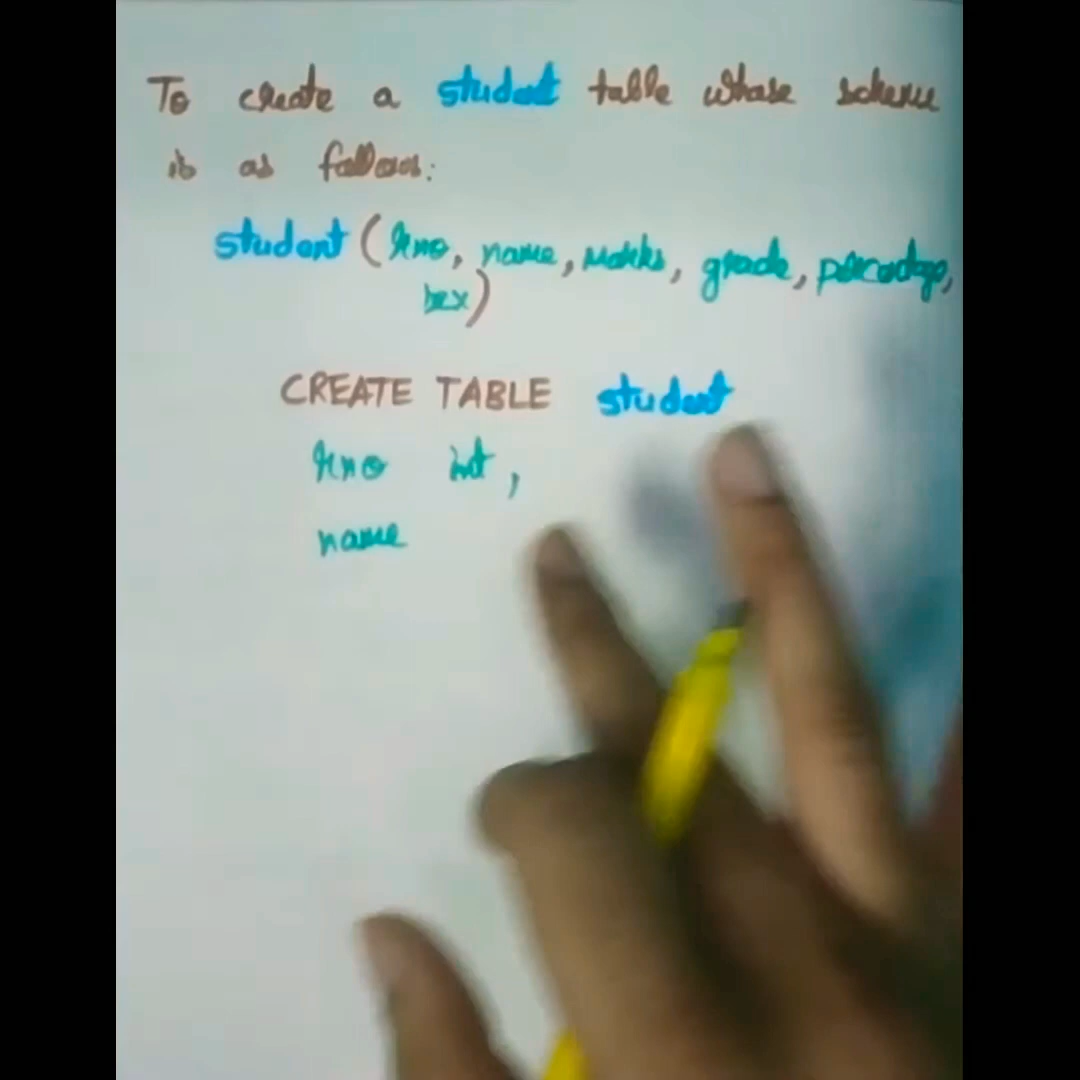 To create a student table whose scheme
is as follows:
student (rno, name, marks, grade, percentage,
sex)
CREATE TABLE student
rno int,
name